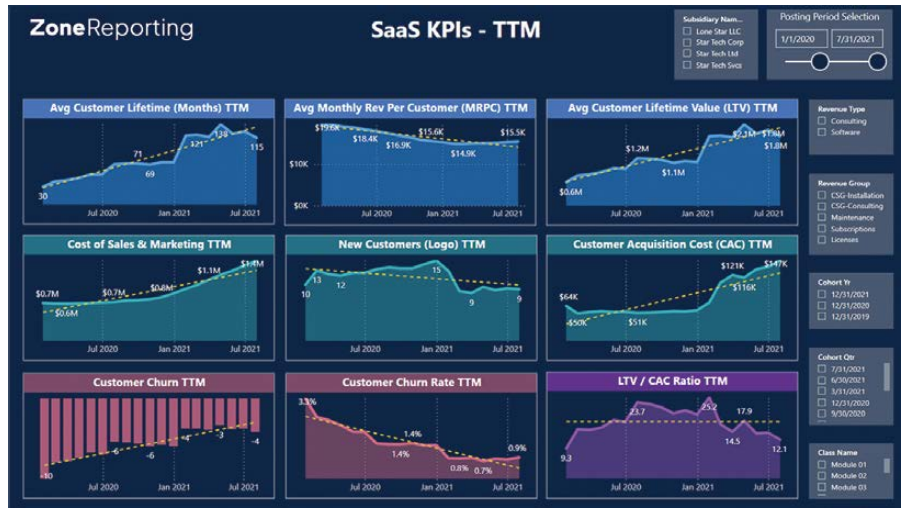 ZoneReporting
SaaS KPIs - TTM
Subsidiary Nam...
Lone Star LLC
Star Tech Corp
Star Tech Ltd
Star Tech Svcs
Posting Period Selection
1/1/2020 7/31/2021
Avg Customer Lifetime (Months) TTM
30 71 69 121 138 115
Jul 2020 Jan 2021 Jul 2021
Avg Monthly Rev Per Customer (MRPC) TTM
$19.6K $18.4K $16.9K $15.6K $14.9K $15.5K
$10K
$0K
Jul 2020 Jan 2021 Jul 2021
Avg Customer Lifetime Value (LTV) TTM
$0.6M $1.2M $1.1M $2.1M $1.8M
$1.8M
Jul 2020 Jan 2021 Jul 2021
Revenue Type
Consulting
Software
Revenue Group
CSG-Installation
CSG-Consulting
Maintenance
Subscriptions
Licenses
Cost of Sales & Marketing TTM
$0.7M $0.6M $0.7M $0.8M $1.1M $1.4M
Jul 2020 Jan 2021 Jul 2021
New Customers (Logo) TTM
10 13 12 15 9 9
Jul 2020 Jan 2021 Jul 2021
Customer Acquisition Cost (CAC) TTM
$64K $50K $51K $121K $116K $147K
Jul 2020 Jan 2021 Jul 2021
Cohort Yr
12/31/2021
12/31/2020
12/31/2019
Customer Churn TTM
-10 -6 -6 -4 -3 -4
Jul 2020 Jan 2021 Jul 2021
Customer Churn Rate TTM
3.3% 1.4% 1.4% 0.8% 0.7% 0.9%
Jul 2020 Jan 2021 Jul 2021
LTV / CAC Ratio TTM
9.3 23.7 25.2 14.5 17.9 12.1
Jul 2020 Jan 2021 Jul 2021
Cohort Qtr
7/31/2021
6/30/2021
3/31/2021
12/31/2020
9/30/2020
Class Name
Module 01
Module 02
Module 03